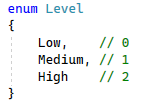 enum Level
{
    Low,     // 0
    Medium,  // 1
    High     // 2
}